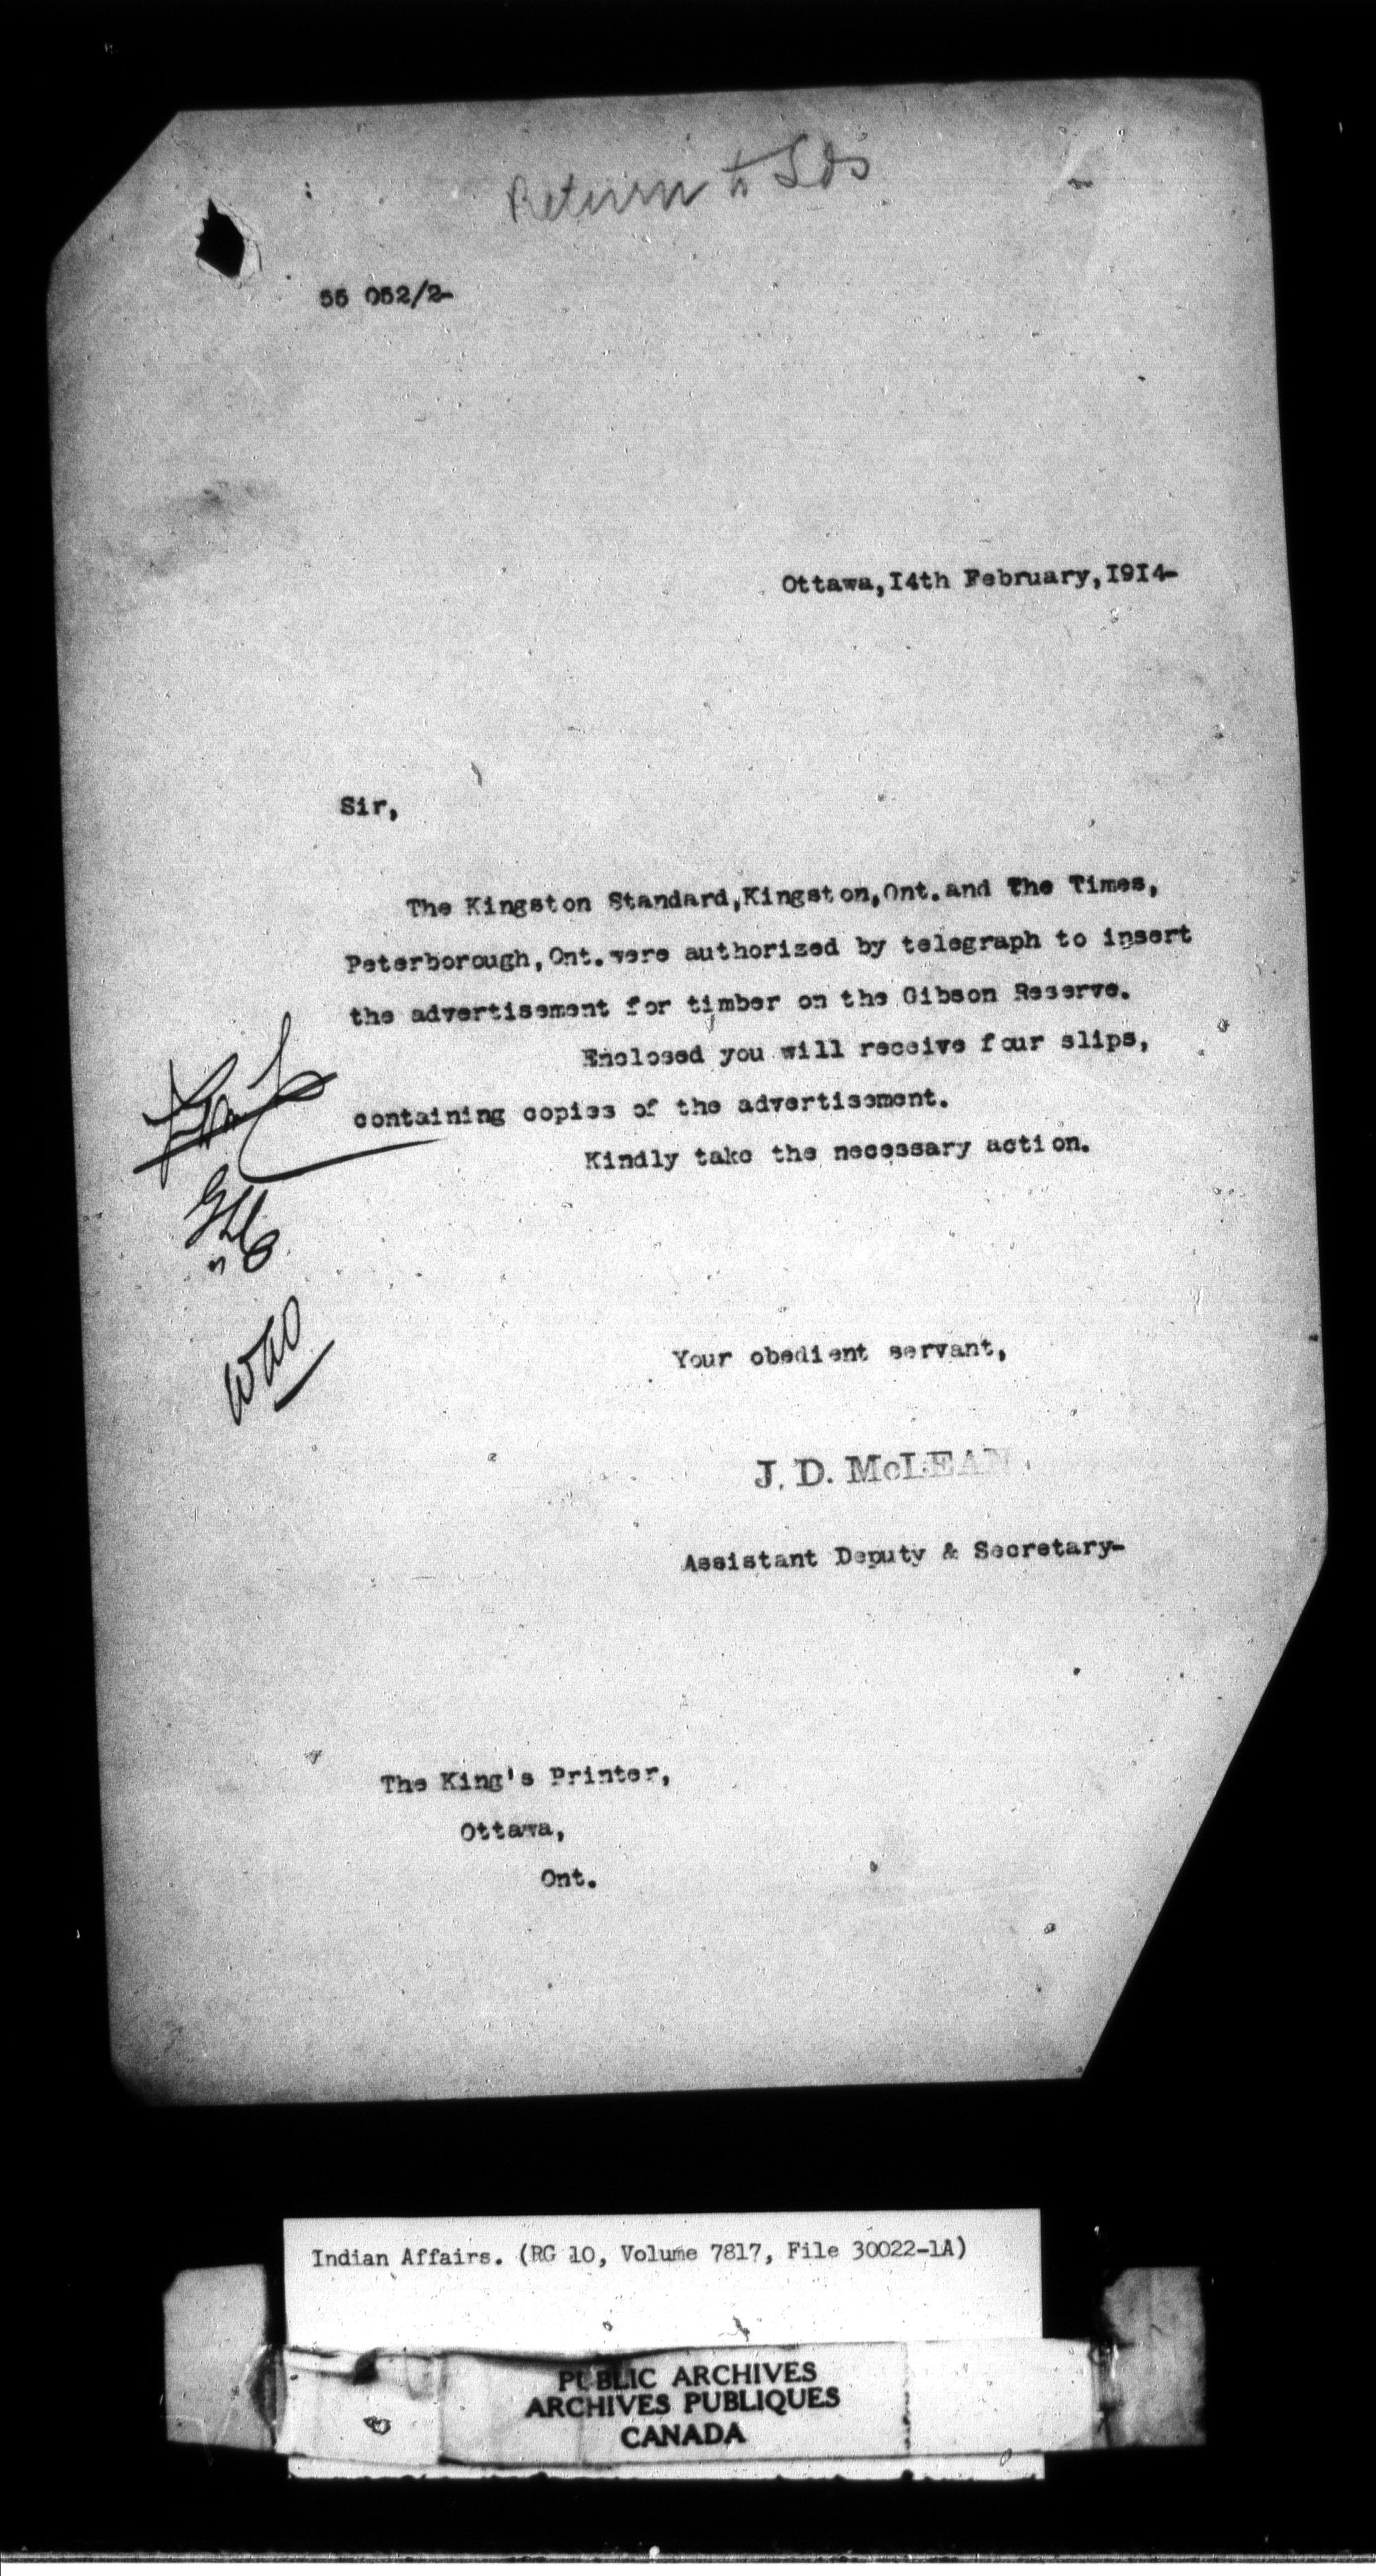 Return to Lds
55 052/2-
Ottawa,I4th February,I9I4-
Sir,
The Kingston Standard,Kingston,Ont.and The Times,
Peterborough,Ont.were authorized by telegraph to insert
the advertisement for timber on the Gibson Reserve.
Enclosed you will receive four slips,
containing copies of the advertisement.
Kindly take the necessary action.
Your obedient servant,
J. D. McLEAN.
Assistant Deputy & Secretary-
The King's Printer,
Ottawa,
Ont.
Indian Affairs. (RG 10, Volume 7817, File 30022-1A)
PUBLIC ARCHIVES
ARCHIVES PUBLIQUES
CANADA